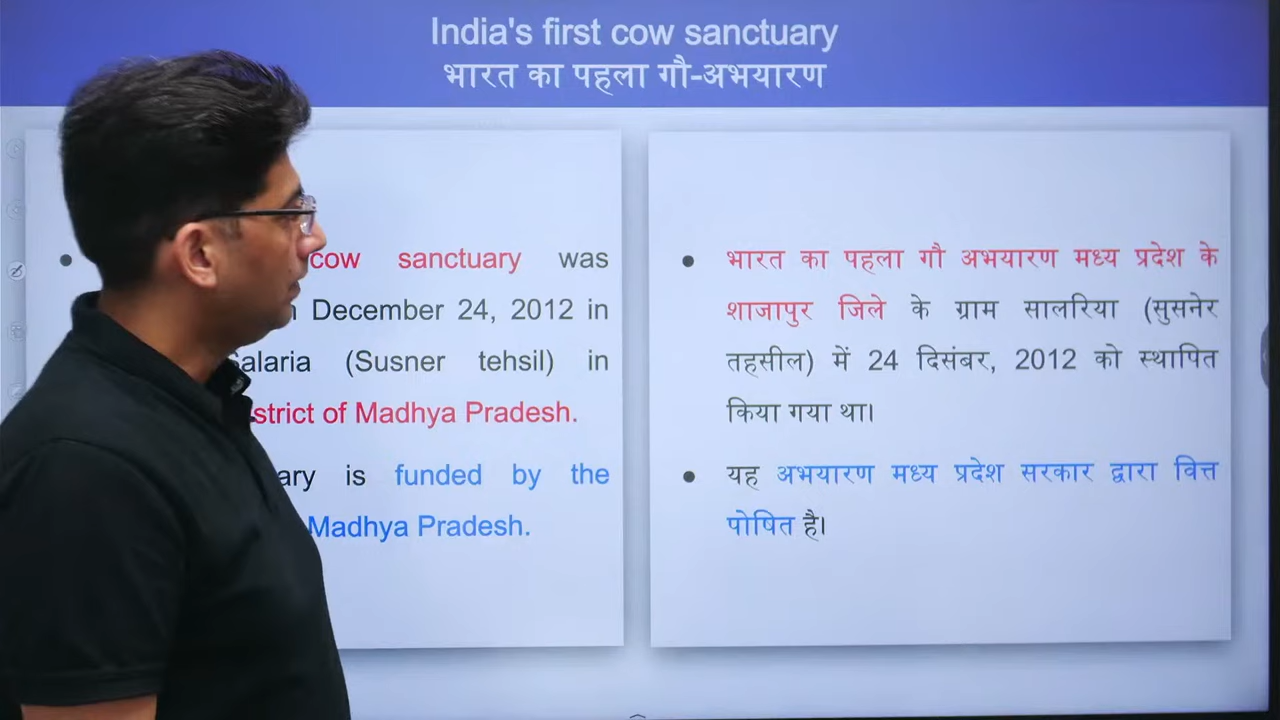 India's first cow sanctuary
भारत का पहला गौ-अभयारण
cow sanctuary was
December 24, 2012 in
Salaria (Susner tehsil) in
of Madhya Pradesh.
is funded by the
Madhya Pradesh.
भारत का पहला गौ अभयारण मध्य प्रदेश के
शाजापुर जिले के ग्राम सालरिया (सुसनेर
तहसील) में 24 दिसंबर, 2012 को स्थापित
किया गया था।
यह अभयारण मध्य प्रदेश सरकार द्वारा वित्त
पोषित है।